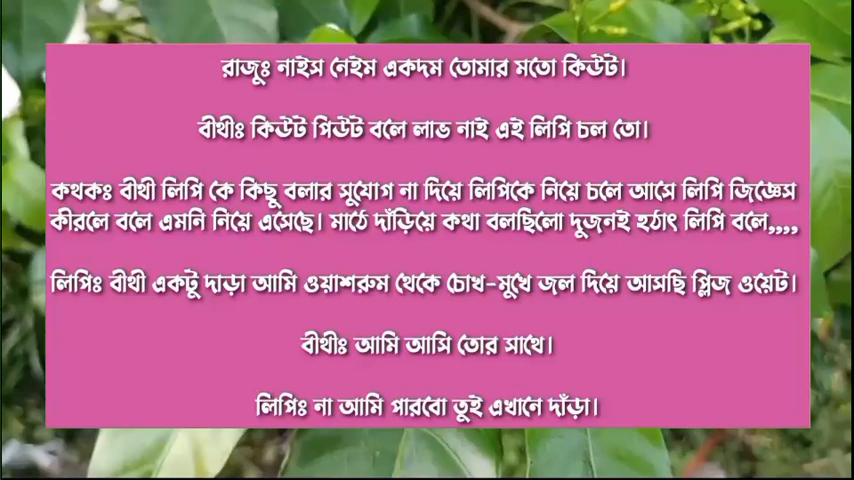 রাজুঃ নাইস নেইম একদম তোমার মতো কিউট।
বীথীঃ কিউট পিউট বলে লাভ নাই এই লিপি চল তো।
কথকঃ বীথী লিপি কে কিছু বলার সুযোগ না দিয়ে লিপিকে নিয়ে চলে আসে লিপি জিজ্ঞেস
কীরলে বলে এমনি নিয়ে এসেছে। মাঠে দাঁড়িয়ে কথা বলছিলো দুজনই হঠাৎ লিপি বলে,,,,
লিপিঃ বীথী একটু দাড়া আমি ওয়াশরুম থেকে চোখ-মুখে জল দিয়ে আসছি প্লিজ ওয়েট।
বীথীঃ আমি আসি তোর সাথে।
লিপিঃ না আমি পারবো তুই এখানে দাঁড়া।